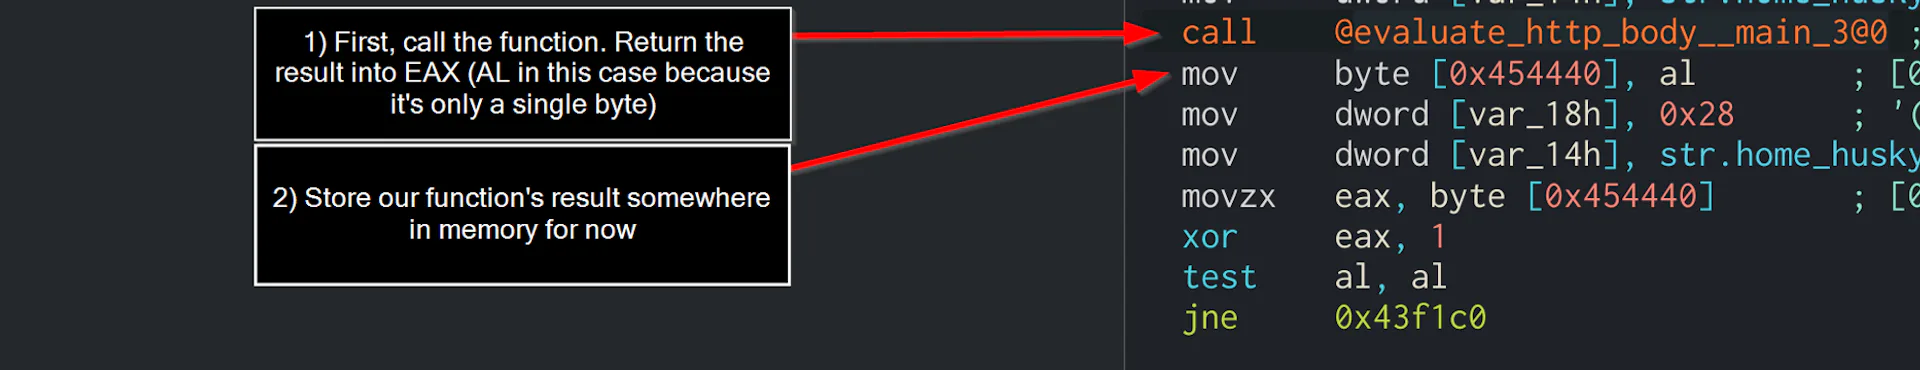 1) First, call the function. Return the
result into EAX (AL in this case because
it's only a single byte)
2) Store our function's result somewhere
in memory for now
call @evaluate_http_body__main_3@0 ;
mov byte [0x454440], al ; [0
mov dword [var_18h], 0x28 ; '(
mov dword [var_14h], str.home_husky
movzx eax, byte [0x454440] ; [0
xor eax, 1
test al, al
jne 0x43f1c0